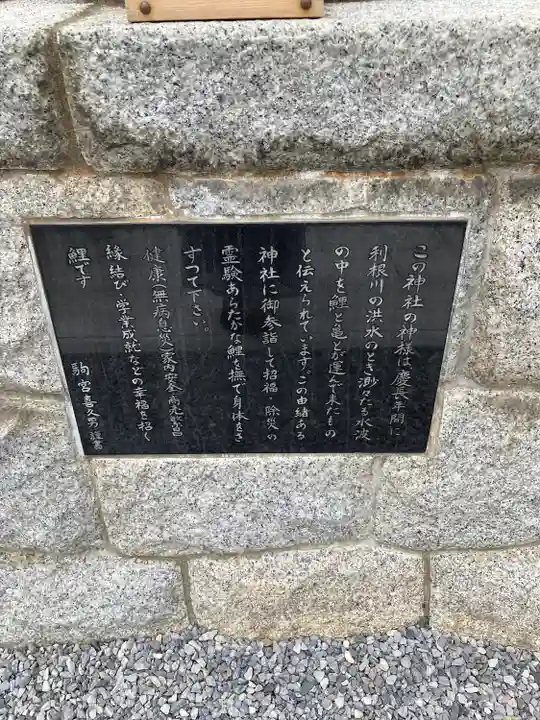 この神社の神様は慶長年間に
利根川の洪水のとき渺々たる水波
の中を鯉と亀とが運んで来たもの
と伝えられています。この由緒ある
神社に御参詣して招福 除災の
霊験あらたかな鯉を撫で身体をさ
すって下さい。
健康(無病息災)家内安全 商売繁昌
縁結び 学業成就などの幸福を招く
鯉です
駒宮喜久男 謹書